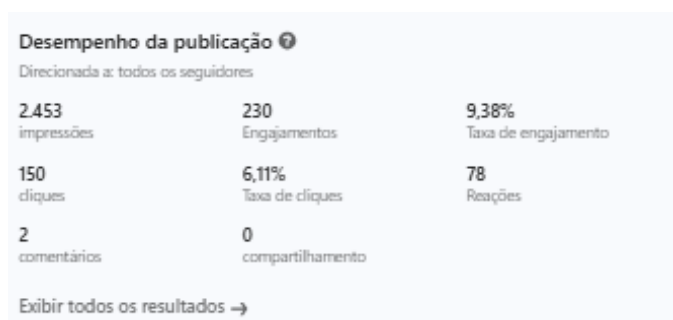 Desempenho da publicação
Direcionada a: todos os seguidores
2.453 230 9,38%
impressões Engajamentos Taxa de engajamento
150 6,11% 78
cliques Taxa de cliques Reações
2 0
comentários compartilhamento
Exibir todos os resultados →